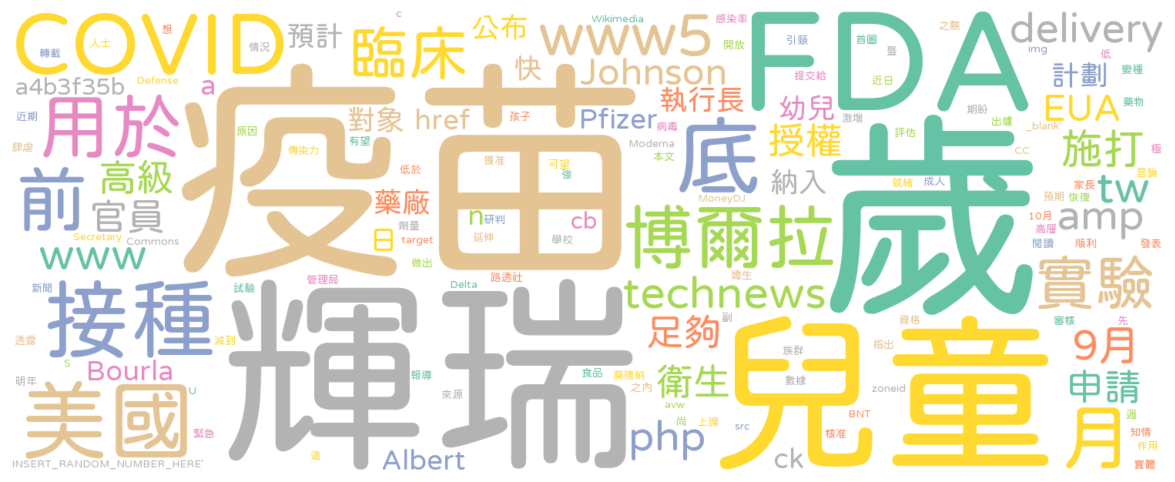 COVID
轉載
人士
Defense
a4b3f35b
近期
用於
a
肆虐
前
高級
官員
Secretary
Commons
www
新聞
接種
透露
s
減到
Bourla
明年
u
美國
緊急
INSERT_RANDOM_NUMBER_HERE
想
情況
預計
c
臨床
公布
快
對象
href
原因
有望
傳染力
疫苗
孩子
獲准
可望
強
低於
藥廠
劑量
日
target
n
研判
延伸
cb
學校
做出
路透社
管理局
試驗
Delta
輝瑞
報導
來源
食品
莫德納
之內
遠
Albert
Wikimedia
www5
Johnson
Pfizer
感染率
開放
引頸
提交給
執行長
病毒
Moderna
本文
底
MoneyDJ
博爾拉
嬌生
technews
足夠
副
衛生
avw
尚
上課
php
src
ck
FDA
首圖
暨
近日
之際
幼兒
激增
授權
評估
納入
就緒
成人
歲
族群
數據
兒童
BNT
核准
資格
指出
zoneid
delivery
img
低
計劃
變種
EUA
藥物
期盼
出爐
_blank
施打
CC
極
言論
家長
預期
恢復
tw
10月
高層
amp
閱讀
順利
發表
實驗
審核
先
9月
申請
週
月
知情
作用
實體